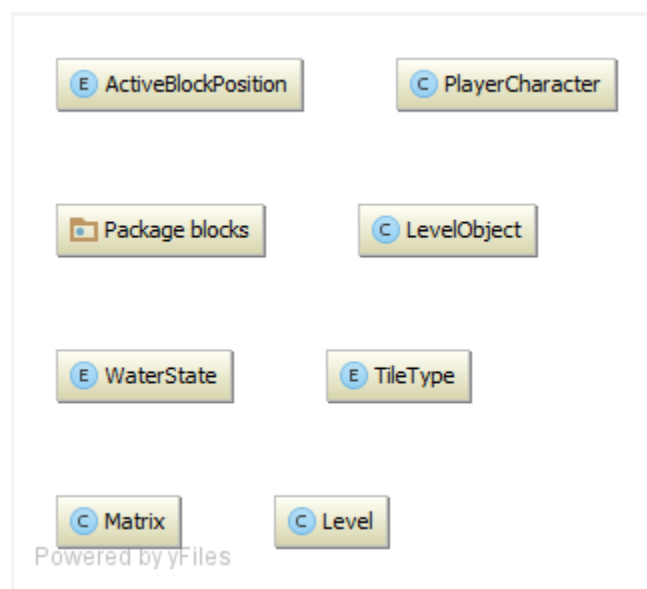 E ActiveBlockPosition
C PlayerCharacter
Package blocks
C LevelObject
E WaterState
E TileType
C Matrix
C Level
Powered by yFiles